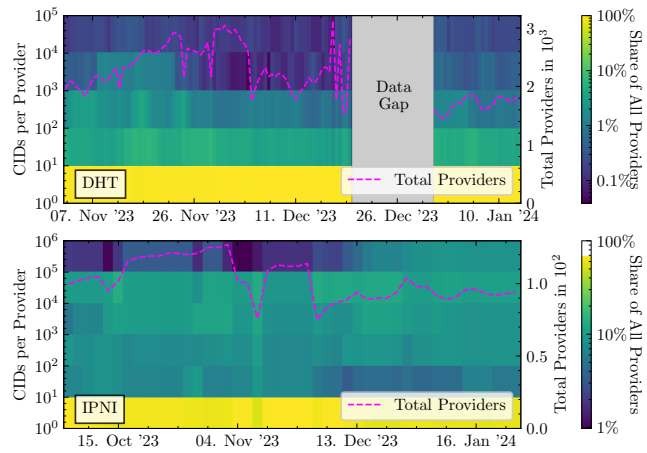 10^5
10^4
10^3
10^2
10^1
10^0
CIDs per Provider
DHT
Data
Gap
Total Providers
3
2
1
0
Total Providers in 10^3
100%
10%
1%
0.1%
Share of All Providers
07. Nov '23 26. Nov '23 11. Dec '23 26. Dec '23 10. Jan '24
10^6
10^5
10^4
10^3
10^2
10^1
10^0
CIDs per Provider
IPNI
Total Providers
1.0
0.5
0.0
Total Providers in 10^2
100%
10%
1%
Share of All Providers
15. Oct '23 04. Nov '23 13. Dec '23 16. Jan '24